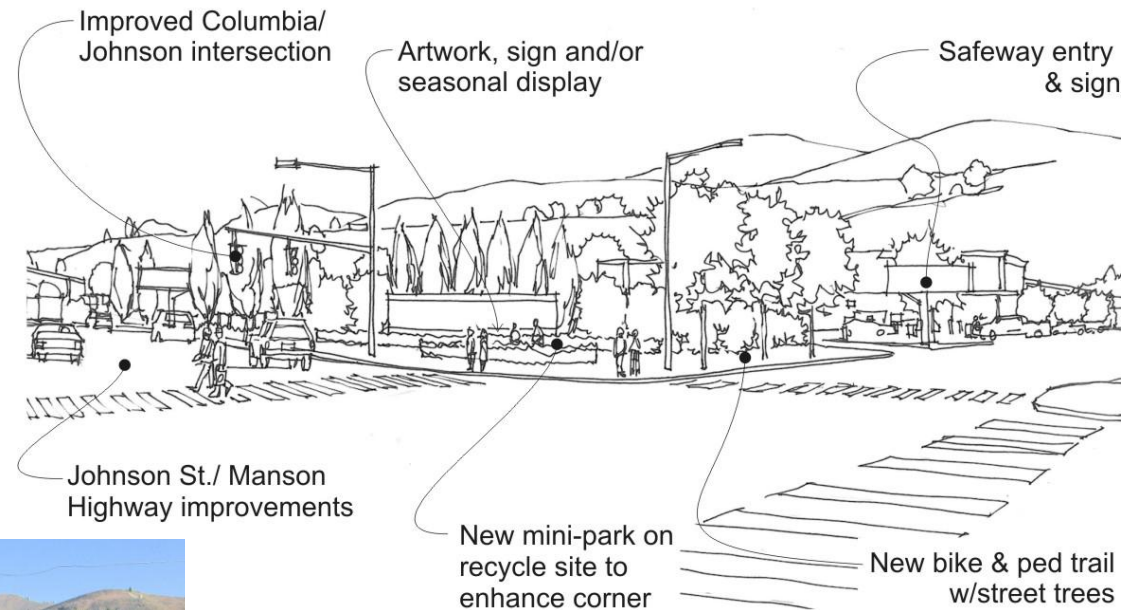 Improved Columbia/
Johnson intersection
Artwork, sign and/or
seasonal display
Safeway entry
& sign
Johnson St./ Manson
Highway improvements
New mini-park on
recycle site to
enhance corner
New bike & ped trail
w/street trees